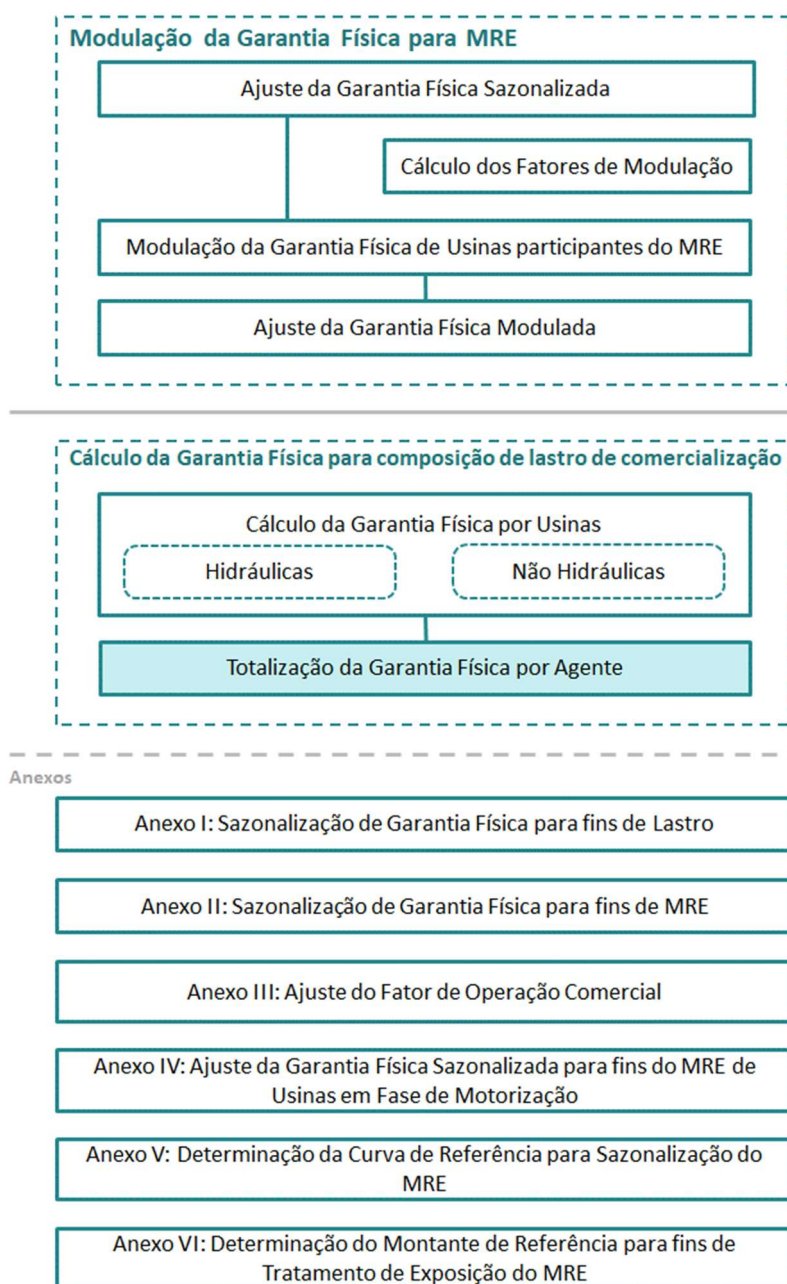 Modulação da Garantia Física para MRE
Ajuste da Garantia Física Sazonalizada
Cálculo dos Fatores de Modulação
Modulação da Garantia Física de Usinas participantes do MRE
Ajuste da Garantia Física Modulada
Cálculo da Garantia Física para composição de lastro de comercialização
Cálculo da Garantia Física por Usinas
Hidráulicas
Não Hidráulicas
Totalização da Garantia Física por Agente
Anexos
Anexo I: Sazonalização de Garantia Física para fins de Lastro
Anexo II: Sazonalização de Garantia Física para fins de MRE
Anexo III: Ajuste do Fator de Operação Comercial
Anexo IV: Ajuste da Garantia Física Sazonalizada para fins do MRE de
Usinas em Fase de Motorização
Anexo V: Determinação da Curva de Referência para Sazonalização do
MRE
Anexo VI: Determinação do Montante de Referência para fins de
Tratamento de Exposição do MRE